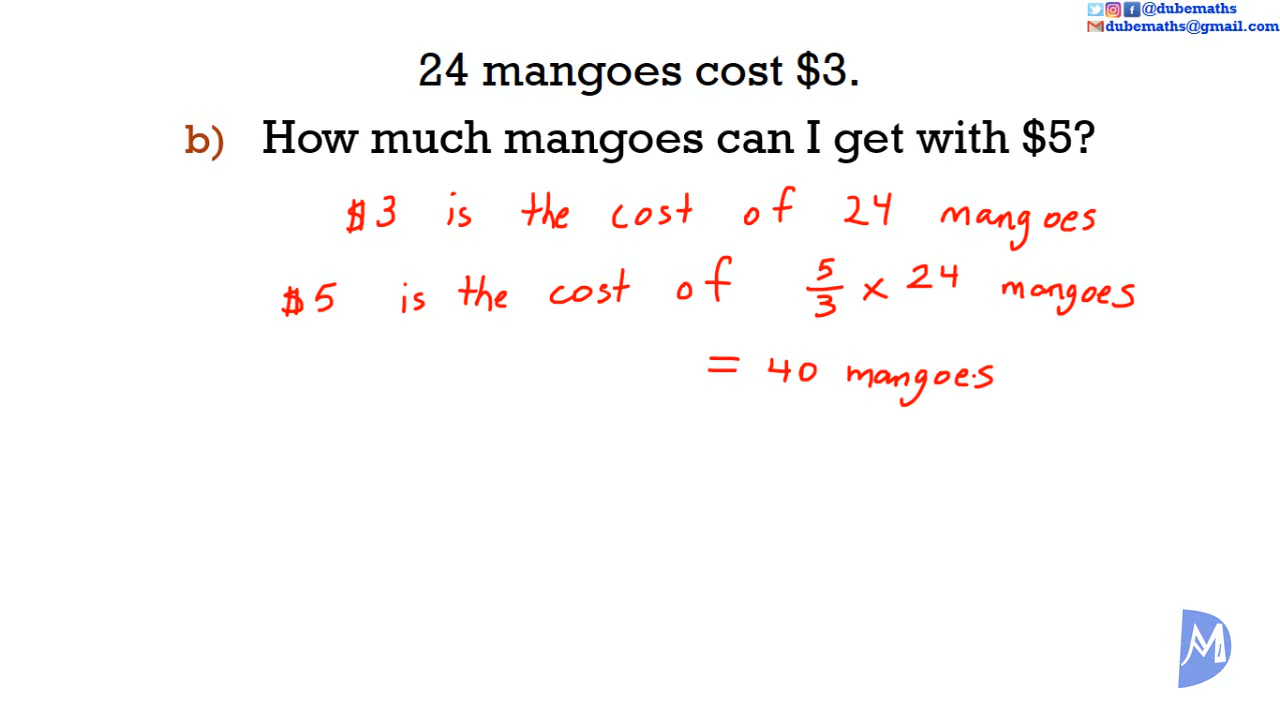 @dubemaths
dubemaths@gmail.com
24 mangoes cost $3.
b) How much mangoes can I get with $5?
$3 is the cost of 24 mangoes
$5 is the cost of 5/3 × 24 mangoes
= 40 mangoes
DM